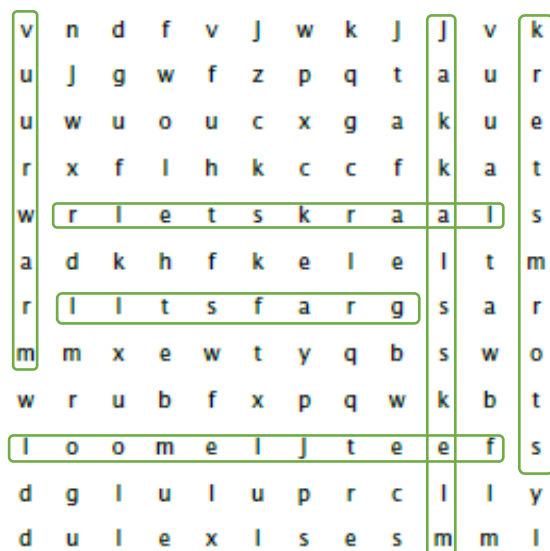 v n d f v J w k J J v k
u J g w f z p q t a u r
u w u o u c x g a k u e
r x f l h k c c f k a t
w r l e t s k r a a l s
a d k h f k e l e l t m
r l l t s f a r g s a r
m m x e w t y q b s w o
w r u b f x p q w k b t
l o o m e l J t e e f s
d g l u l u p r c l l y
d u l e x l s e s m m l